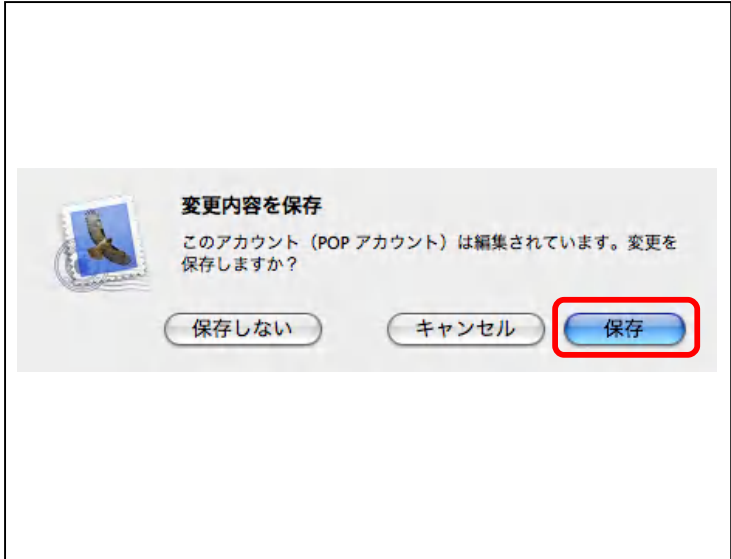 変更内容を保存
このアカウント（POP アカウント）は編集されています。変更を
保存しますか？
保存しない キャンセル 保存